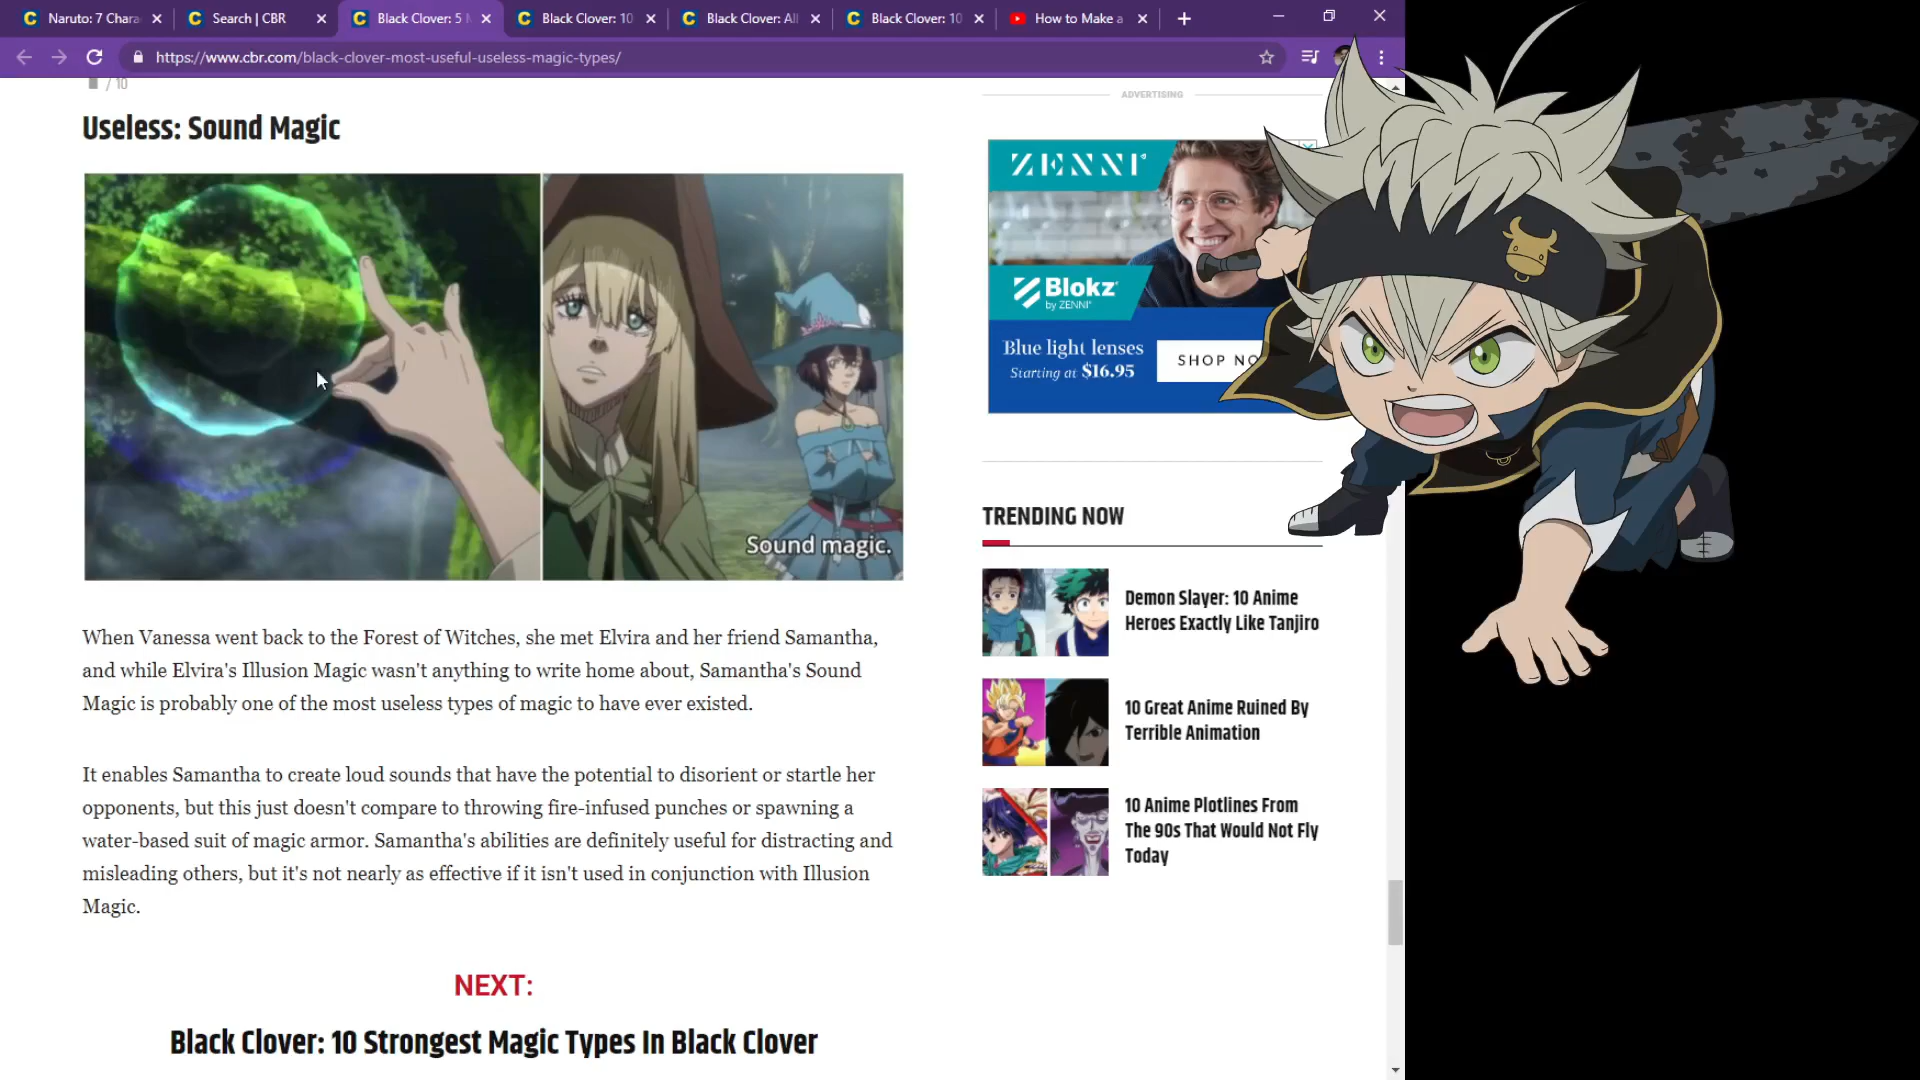 Naruto: 7 Chara
Search | CBR
Black Clover: 5 M
Black Clover: 10
Black Clover: All
Black Clover: 10
How to Make a
https://www.cbr.com/black-clover-most-useful-useless-magic-types/
/ 10
Useless: Sound Magic
Sound magic.
When Vanessa went back to the Forest of Witches, she met Elvira and her friend Samantha,
and while Elvira's Illusion Magic wasn't anything to write home about, Samantha's Sound
Magic is probably one of the most useless types of magic to have ever existed.
It enables Samantha to create loud sounds that have the potential to disorient or startle her
opponents, but this just doesn't compare to throwing fire-infused punches or spawning a
water-based suit of magic armor. Samantha's abilities are definitely useful for distracting and
misleading others, but it's not nearly as effective if it isn't used in conjunction with Illusion
Magic.
NEXT:
Black Clover: 10 Strongest Magic Types In Black Clover
ADVERTISING
ZENNI
Blokz
by ZENNI
Blue light lenses
Starting at $16.95
SHOP NO
TRENDING NOW
Demon Slayer: 10 Anime
Heroes Exactly Like Tanjiro
10 Great Anime Ruined By
Terrible Animation
10 Anime Plotlines From
The 90s That Would Not Fly
Today